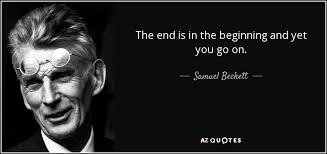 The end is in the beginning and yet
you go on.
Samuel Beckett
AZ QUOTES